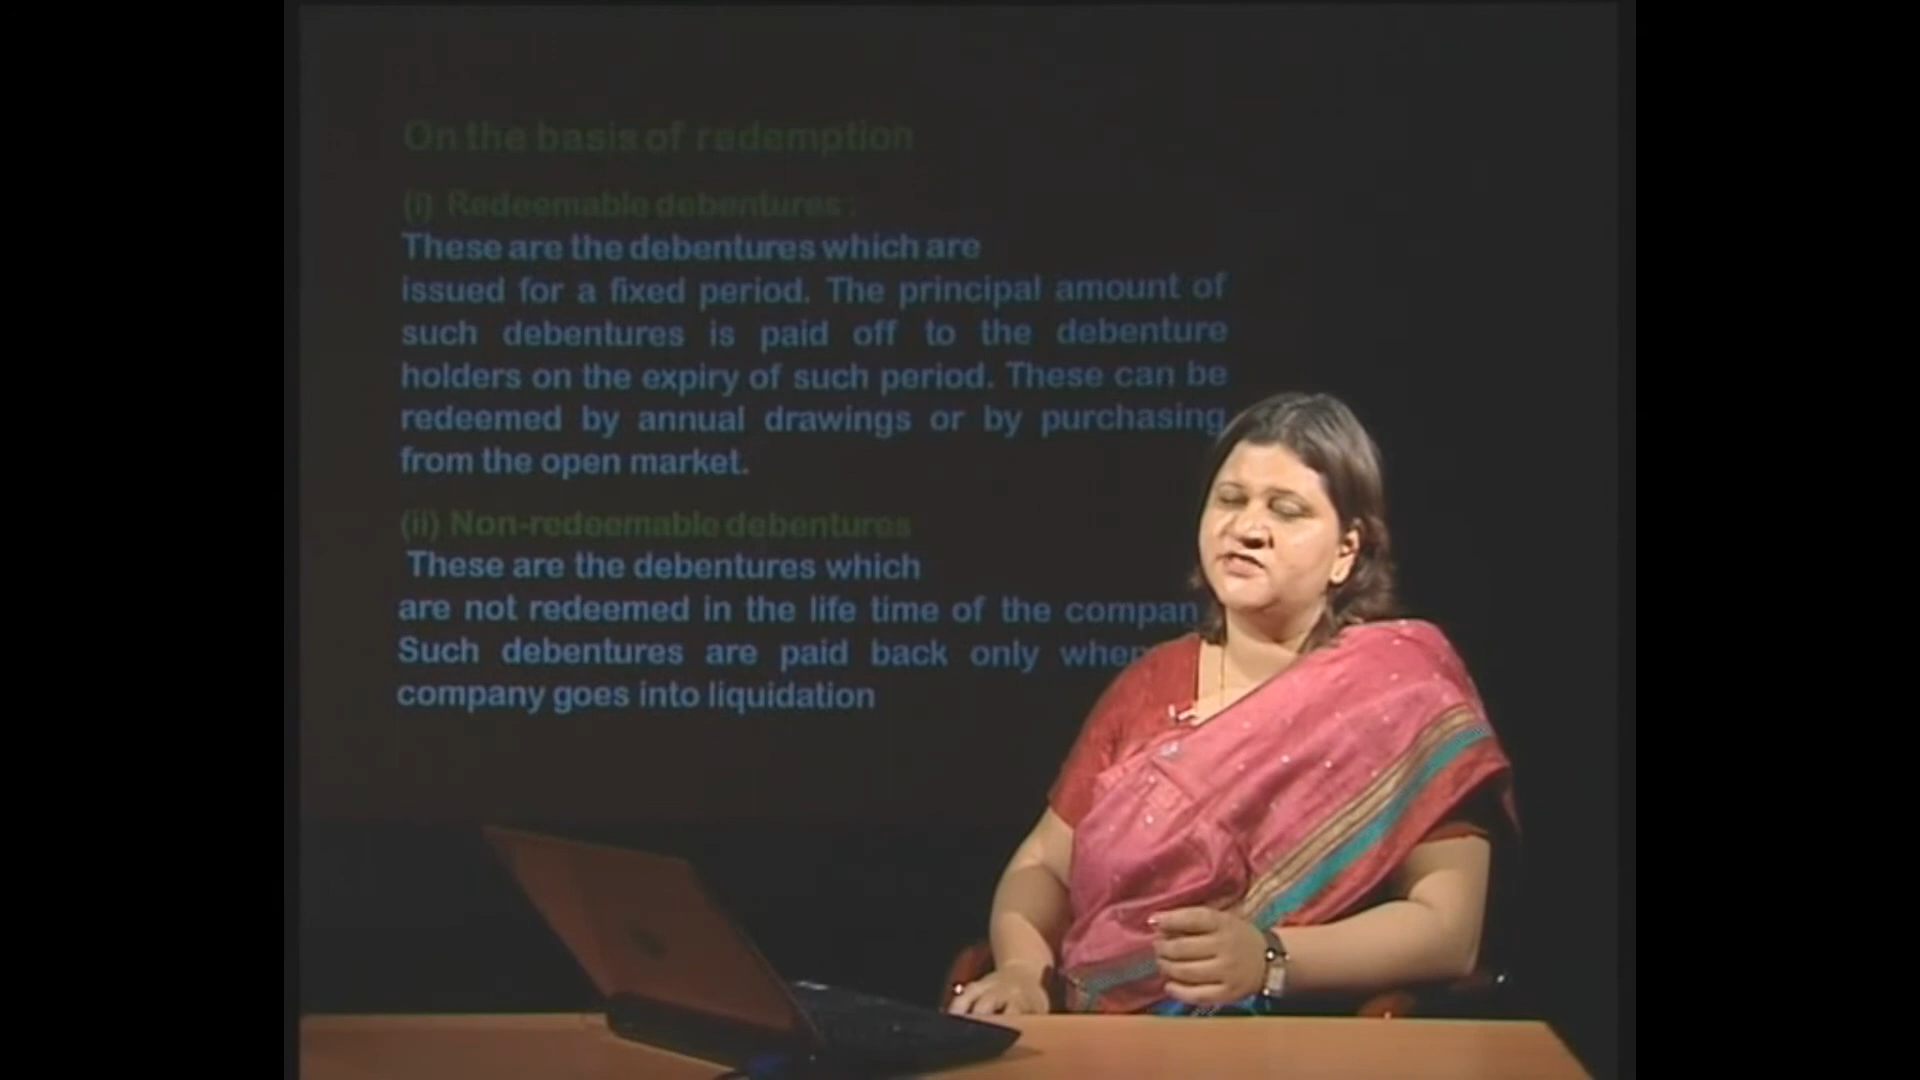 On the basis of redemption
(i) Redeemable debentures :
These are the debentures which are
issued for a fixed period. The principal amount of
such debentures is paid off to the debenture
holders on the expiry of such period. These can be
redeemed by annual drawings or by purchasing
from the open market.
(ii) Non-redeemable debentures
These are the debentures which
are not redeemed in the life time of the compan
Such debentures are paid back only when
company goes into liquidation